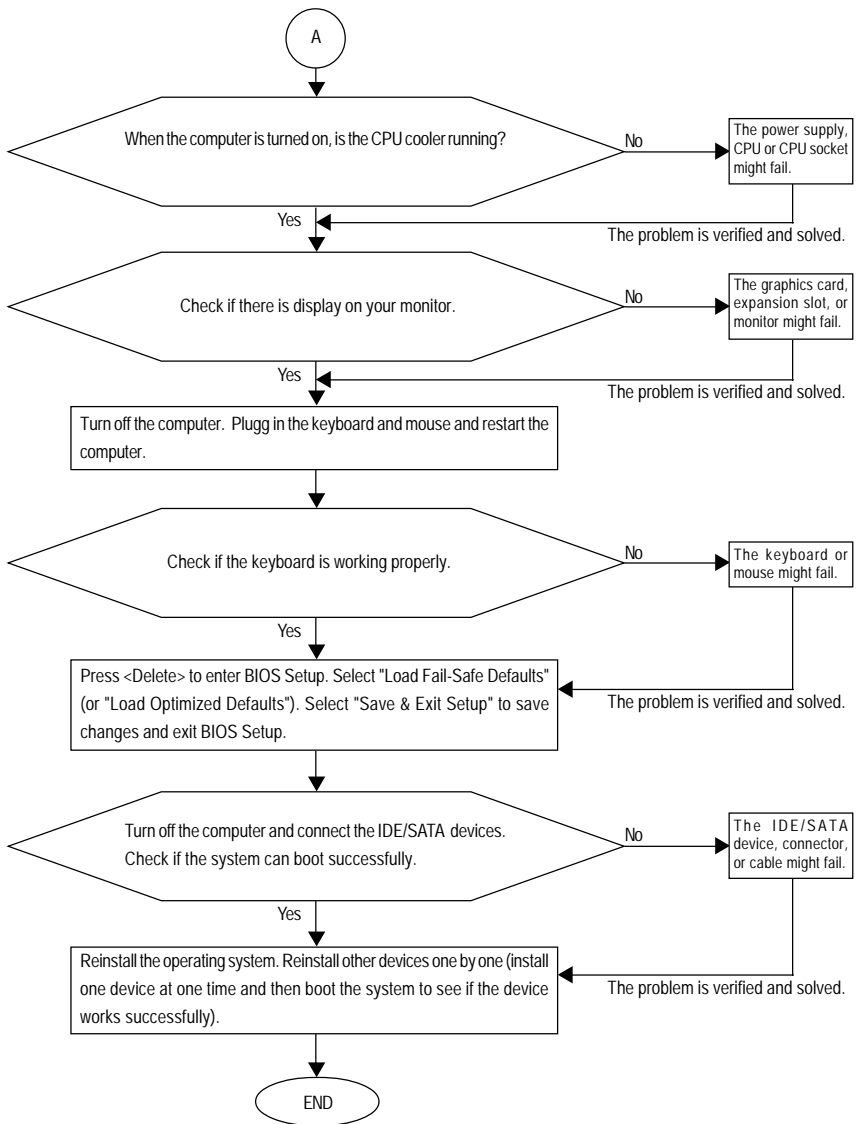 A
When the computer is turned on, is the CPU cooler running?
No
The power supply,
CPU or CPU socket
might fail.
Yes
The problem is verified and solved.
Check if there is display on your monitor.
No
The graphics card,
expansion slot, or
monitor might fail.
Yes
The problem is verified and solved.
Turn off the computer. Plugg in the keyboard and mouse and restart the
computer.
Check if the keyboard is working properly.
No
The keyboard or
mouse might fail.
Yes
Press <Delete> to enter BIOS Setup. Select "Load Fail-Safe Defaults"
(or "Load Optimized Defaults"). Select "Save & Exit Setup" to save
changes and exit BIOS Setup.
The problem is verified and solved.
Turn off the computer and connect the IDE/SATA devices.
Check if the system can boot successfully.
No
The IDE/SATA
device, connector,
or cable might fail.
Yes
Reinstall the operating system. Reinstall other devices one by one (install
one device at one time and then boot the system to see if the device
works successfully).
The problem is verified and solved.
END